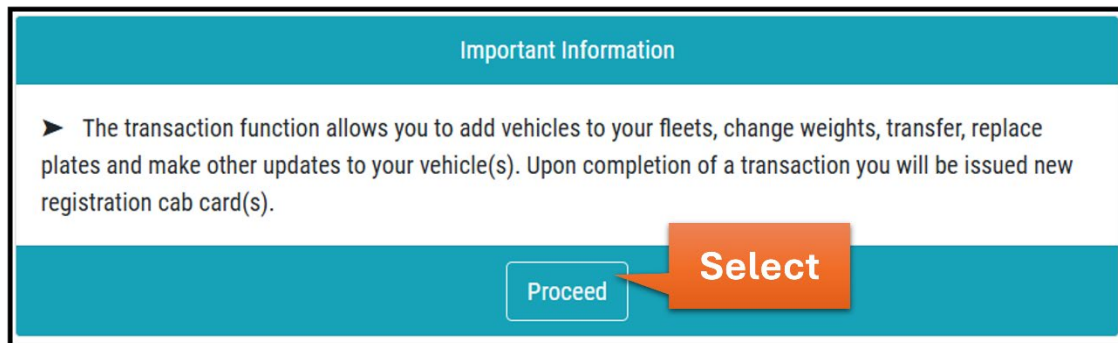 Important Information
➤ The transaction function allows you to add vehicles to your fleets, change weights, transfer, replace
plates and make other updates to your vehicle(s). Upon completion of a transaction you will be issued new
registration cab card(s).
Select
Proceed